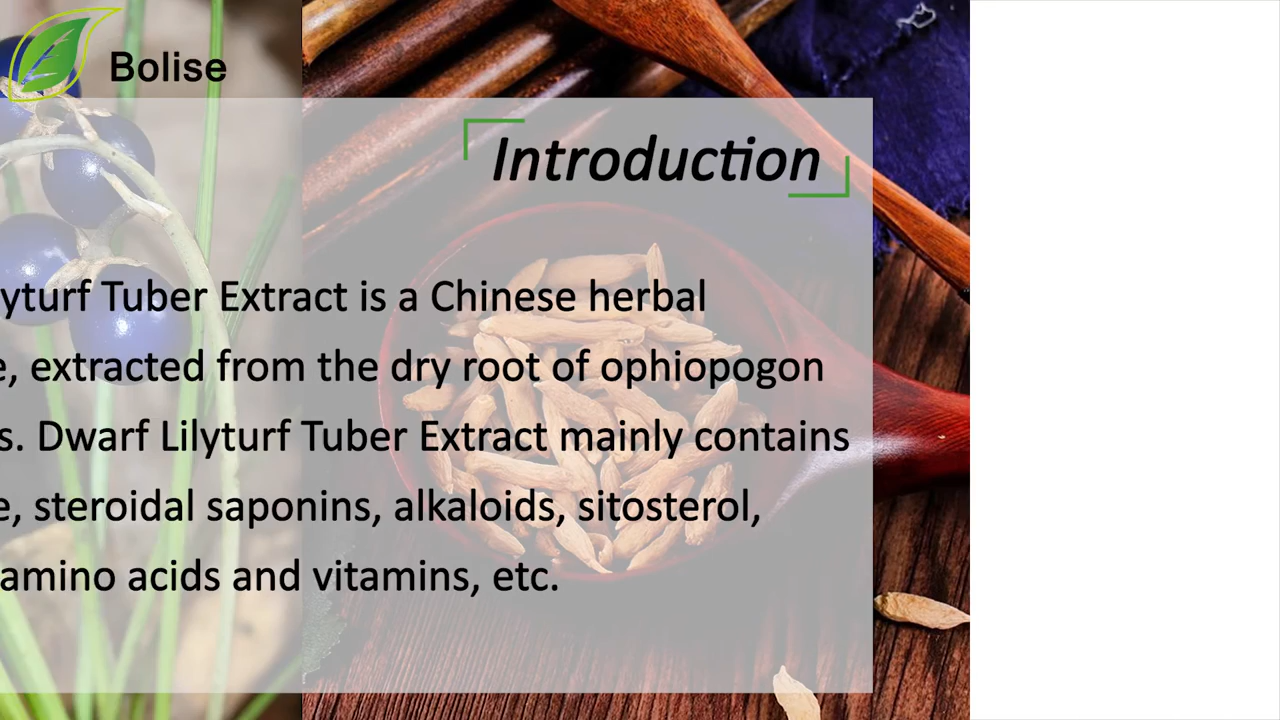 Bolise
Introduction
Tuber Extract is a Chinese herbal
extracted from the dry root of ophiopogon
Dwarf Lilyturf Tuber Extract mainly contains
steroidal saponins, alkaloids, sitosterol,
amino acids and vitamins, etc.